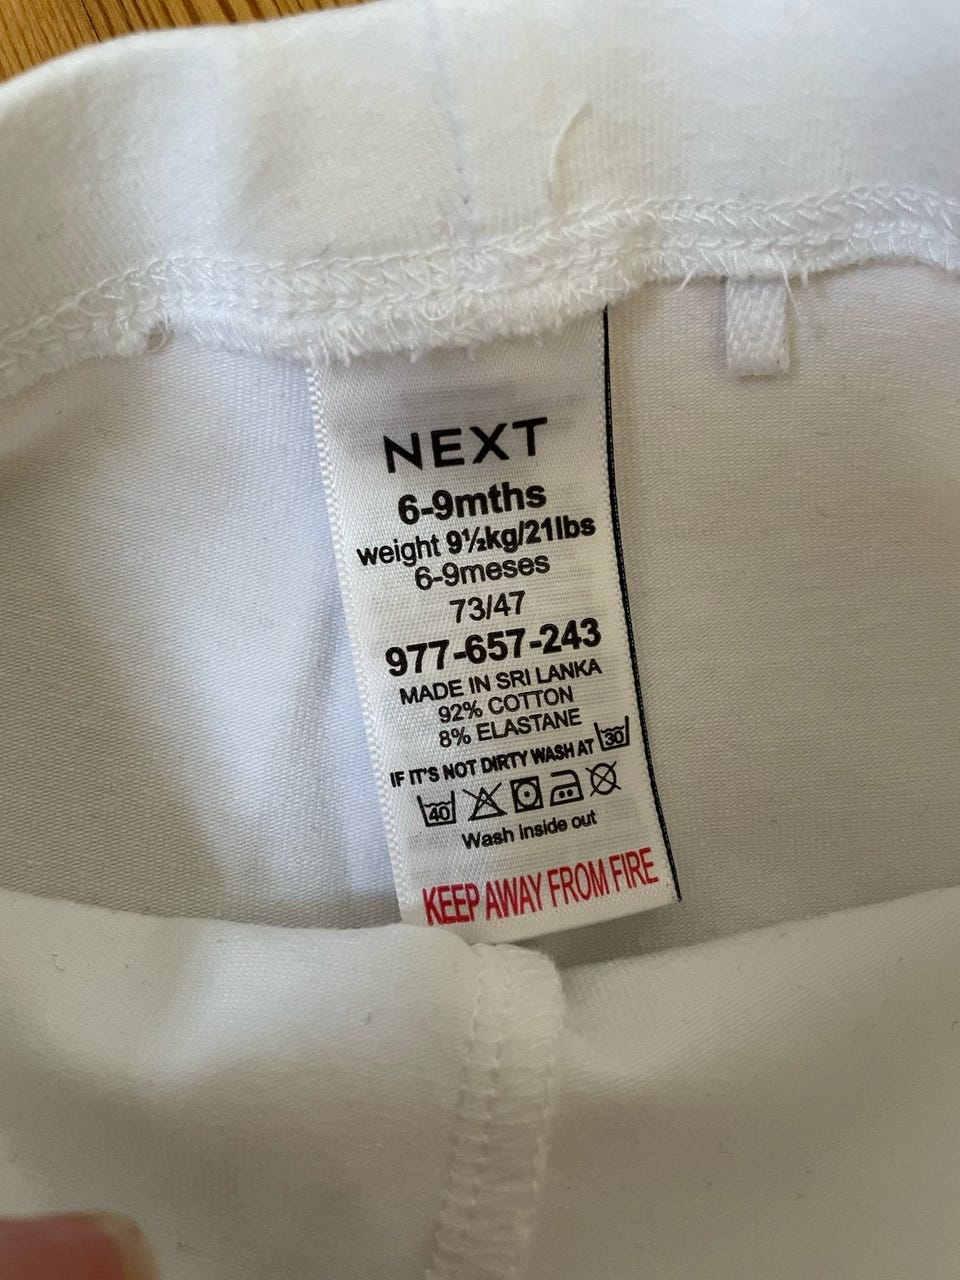 NEXT
6-9mths
weight 9½kg/21lbs
6-9meses
73/47
977-657-243
MADE IN SRI LANKA
92% COTTON
8% ELASTANE
IF IT'S NOT DIRTY WASH AT 30
40
Wash inside out
KEEP AWAY FROM FIRE